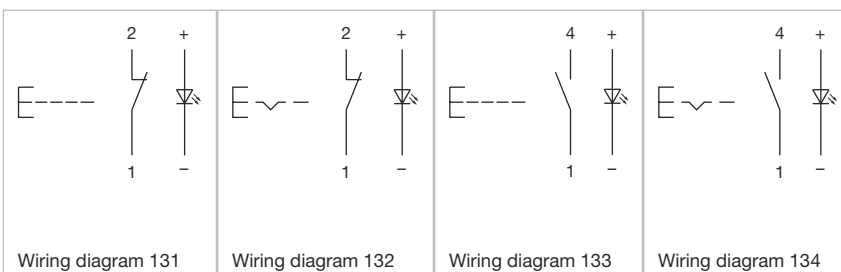 2 +
1 −
Wiring diagram 131
2 +
1 −
Wiring diagram 132
4 +
1 −
Wiring diagram 133
4 +
1 −
Wiring diagram 134